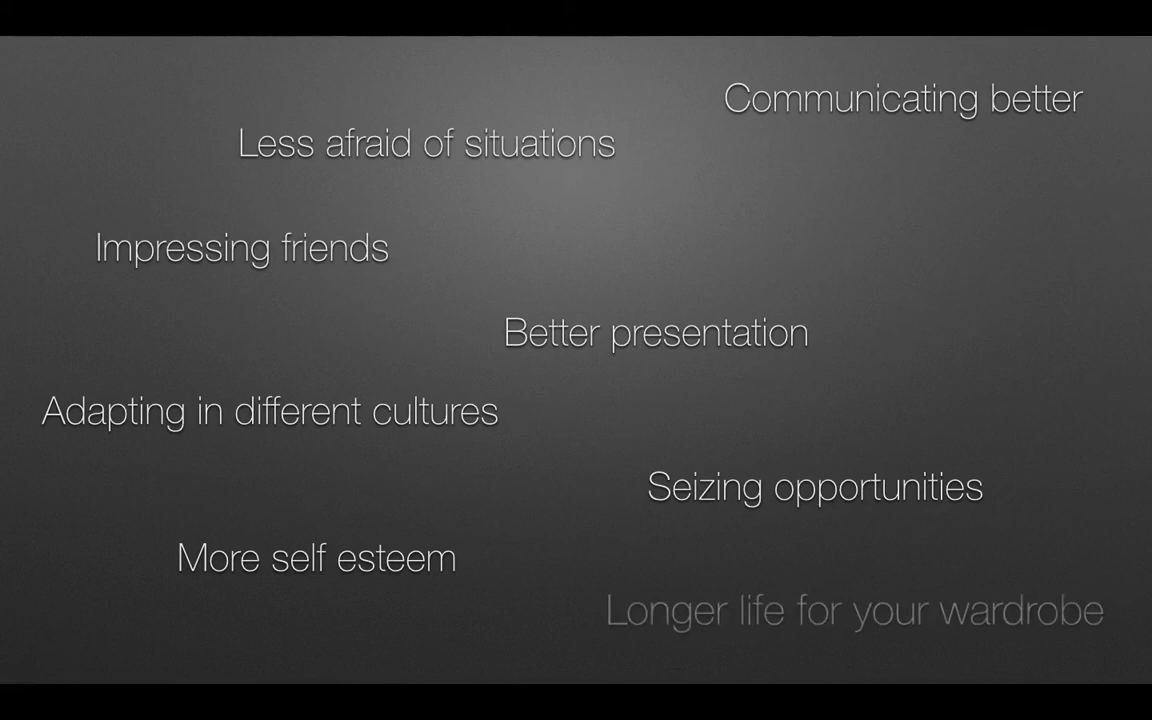 Communicating better
Less afraid of situations
Impressing friends
Better presentation
Adapting in different cultures
Seizing opportunities
More self esteem
Longer life for your wardrobe